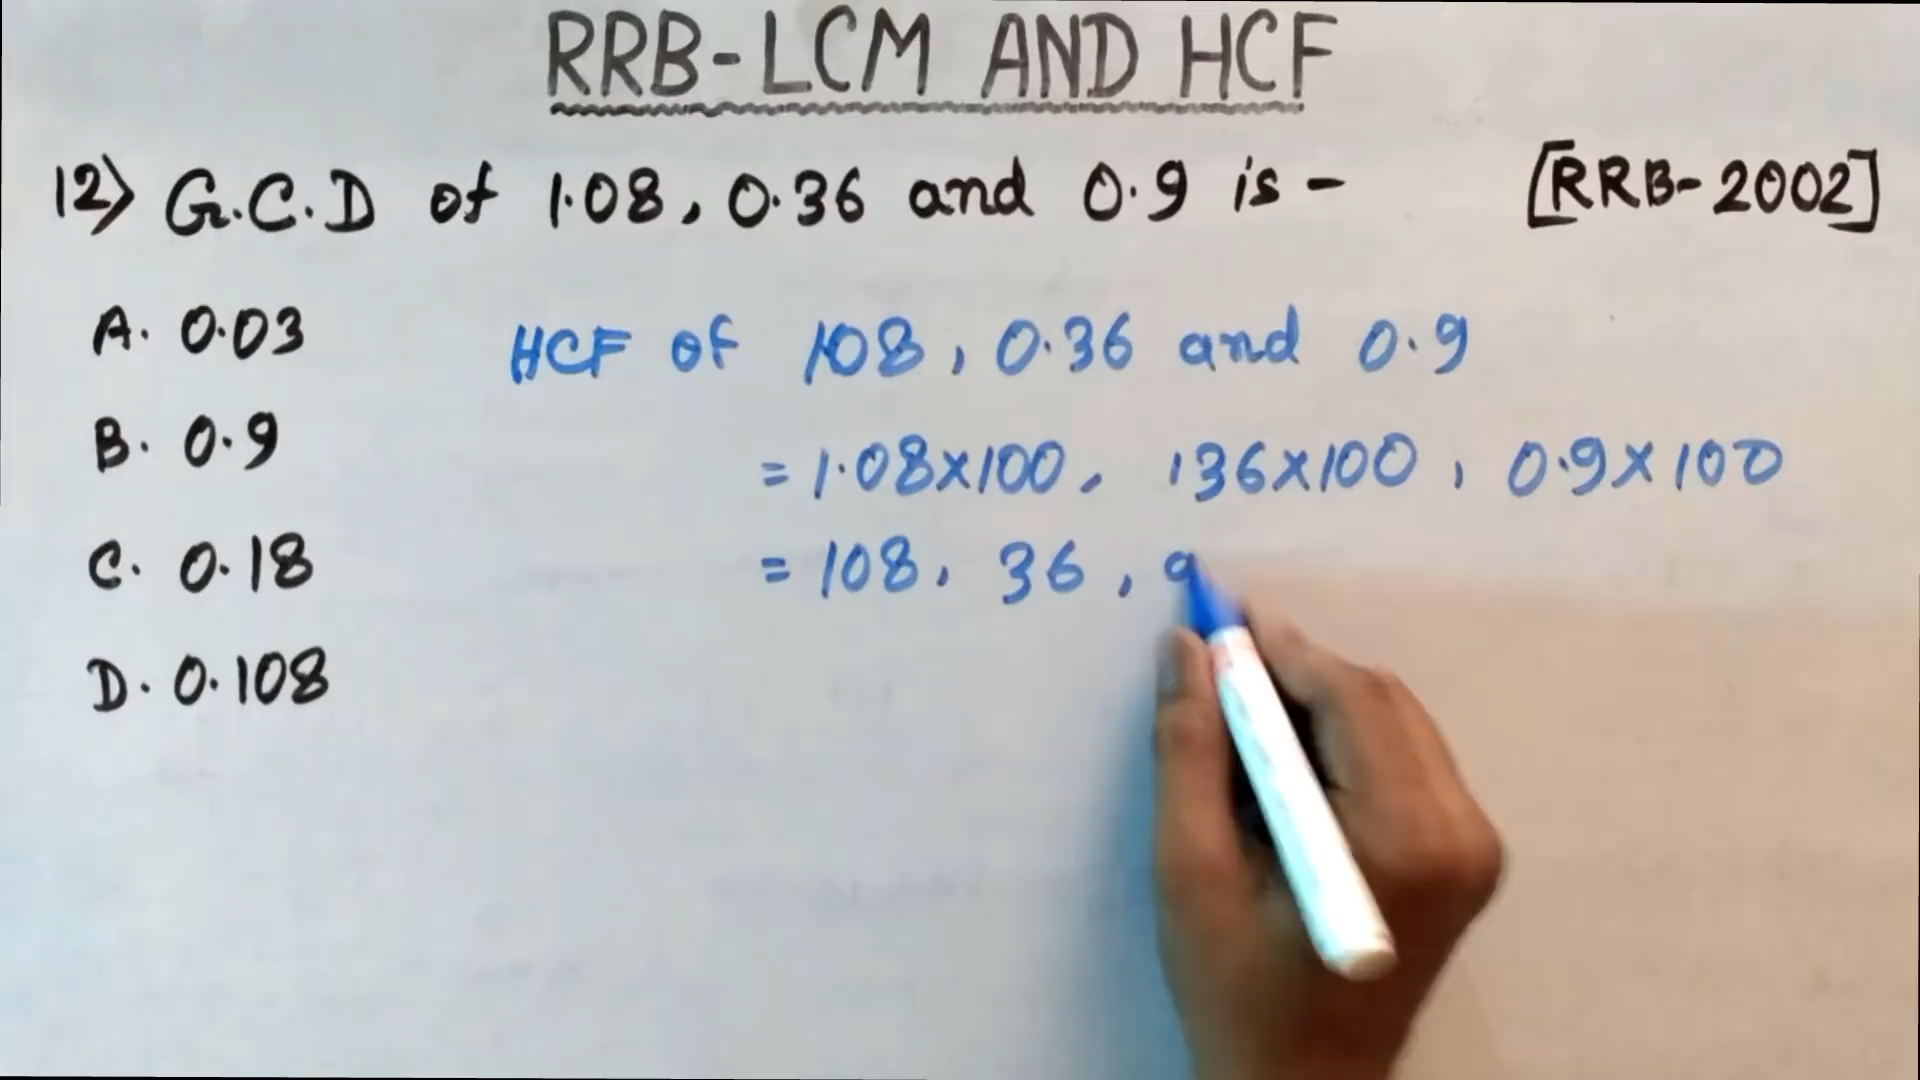 RRB-LCM AND HCF
12) G.C.D of 1.08, 0.36 and 0.9 is - [RRB-2002]
A. 0.03
B. 0.9
C. 0.18
D. 0.108
HCF of 108, 0.36 and 0.9
= 1.08×100, 136×100, 0.9×100
= 108, 36, 9